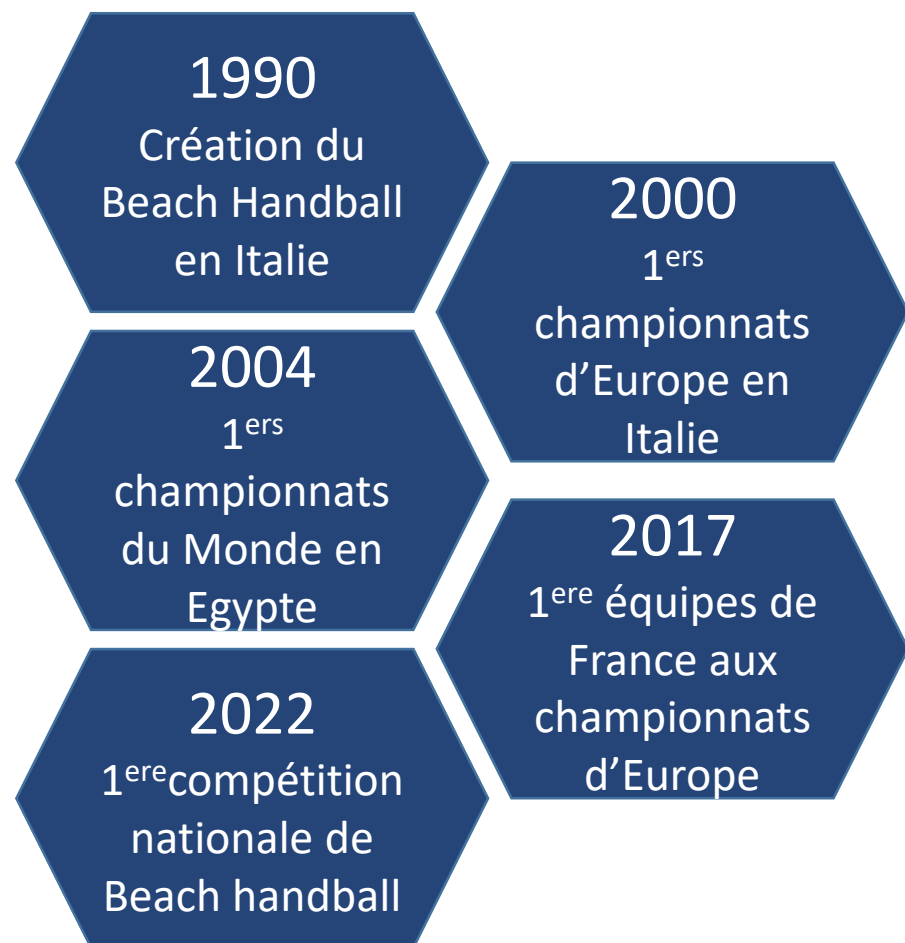 1990
Création du
Beach Handball
en Italie
2000
1ers
championnats
d’Europe en
Italie
2004
1ers
championnats
du Monde en
Egypte
2017
1ere équipes de
France aux
championnats
d’Europe
2022
1erecompétition
nationale de
Beach handball